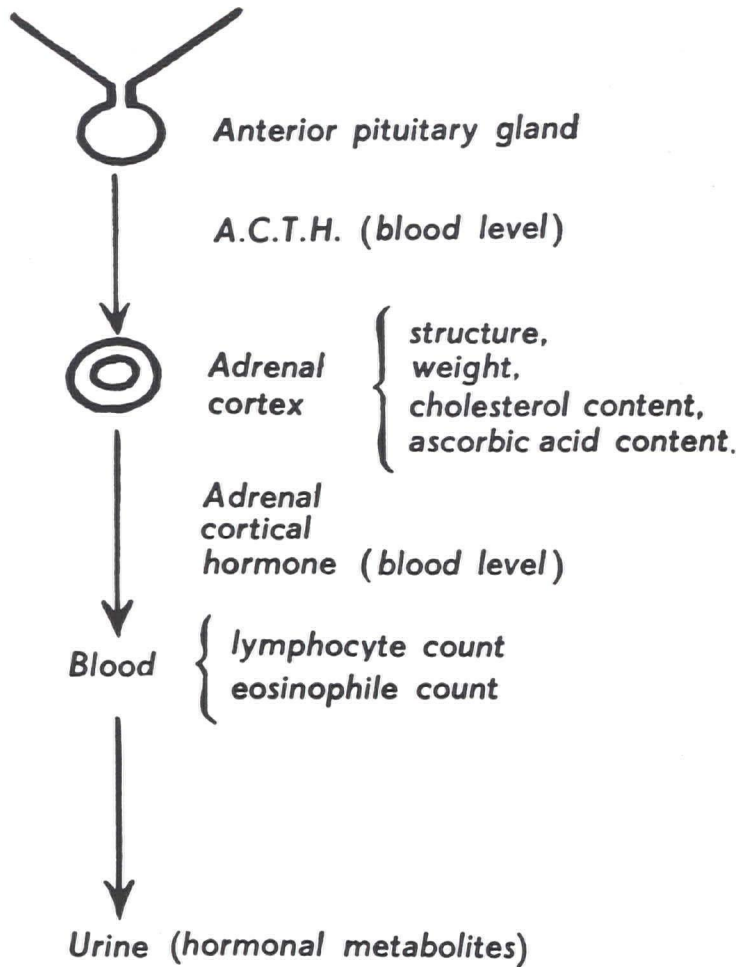 Anterior pituitary gland
A.C.T.H. (blood level)
Adrenal
cortex
structure,
weight,
cholesterol content,
ascorbic acid content.
Adrenal
cortical
hormone (blood level)
Blood
lymphocyte count
eosinophile count
Urine (hormonal metabolites)